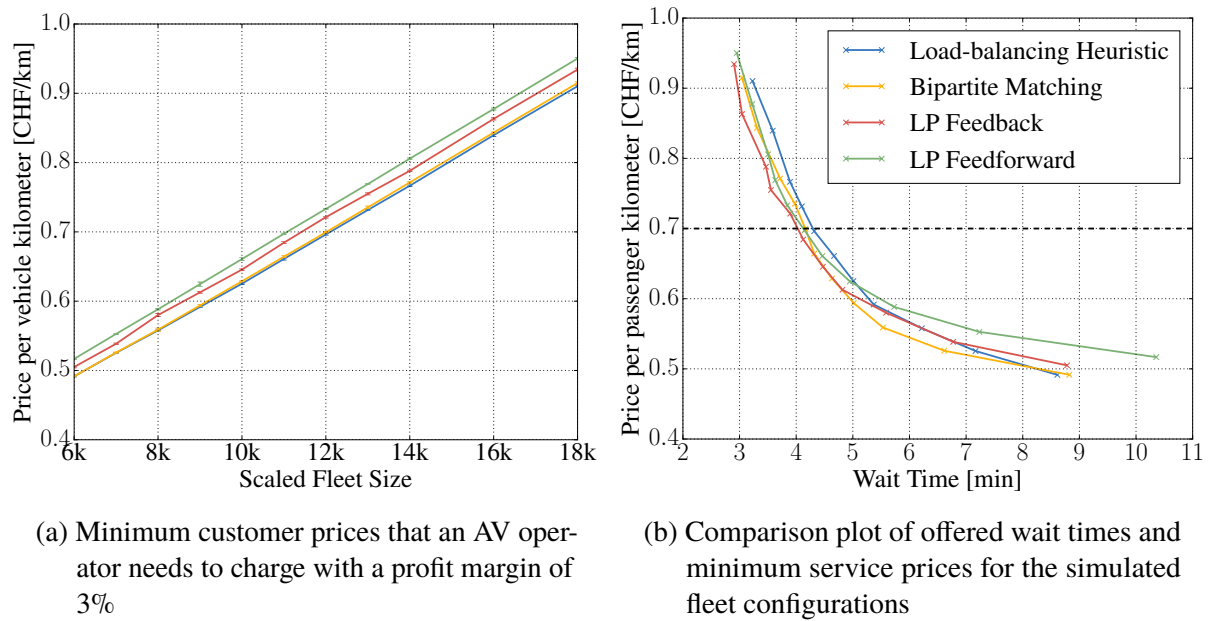 1.0
0.9
0.8
0.7
0.6
0.5
0.4
Price per vehicle kilometer [CHF/km]
6k 8k 10k 12k 14k 16k 18k
Scaled Fleet Size
(a) Minimum customer prices that an AV oper-
ator needs to charge with a profit margin of
3%
1.0
0.9
0.8
0.7
0.6
0.5
0.4
Price per passenger kilometer [CHF/km]
Load-balancing Heuristic
Bipartite Matching
LP Feedback
LP Feedforward
2 3 4 5 6 7 8 9 10 11
Wait Time [min]
(b) Comparison plot of offered wait times and
minimum service prices for the simulated
fleet configurations